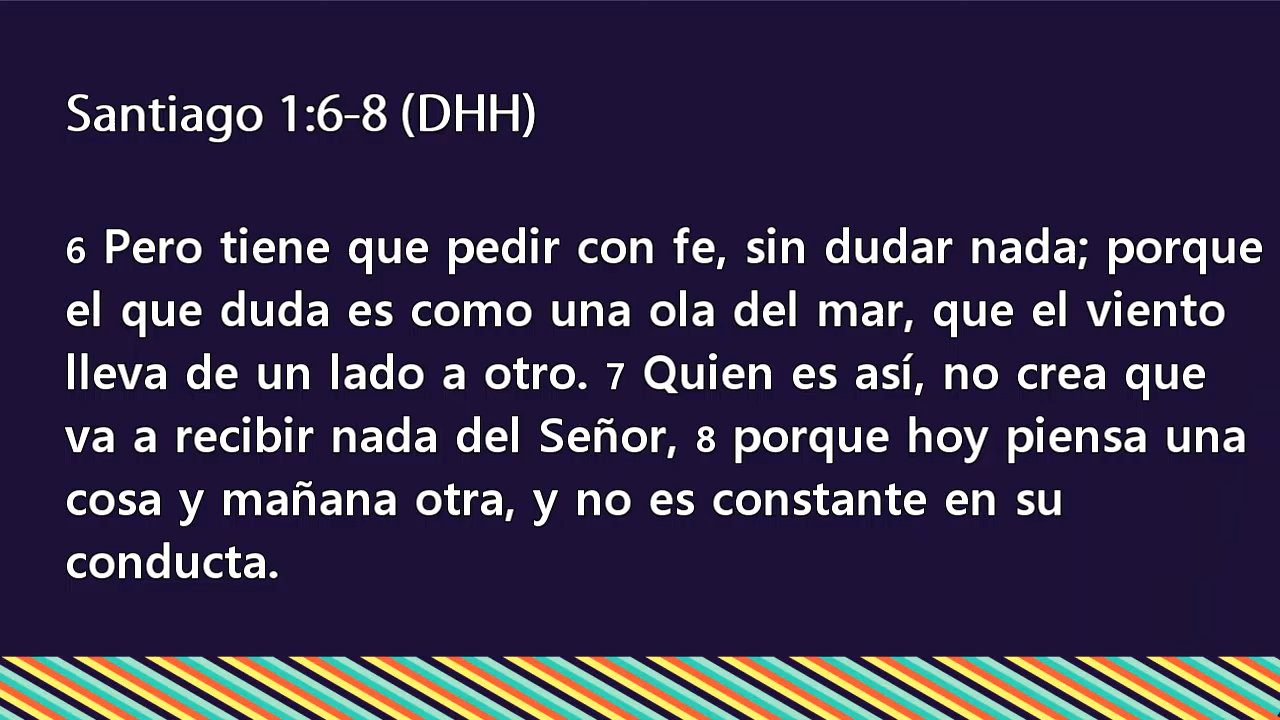 Santiago 1:6-8 (DHH)
6 Pero tiene que pedir con fe, sin dudar nada; porque
el que duda es como una ola del mar, que el viento
lleva de un lado a otro. 7 Quien es así, no crea que
va a recibir nada del Señor, 8 porque hoy piensa una
cosa y mañana otra, y no es constante en su
conducta.